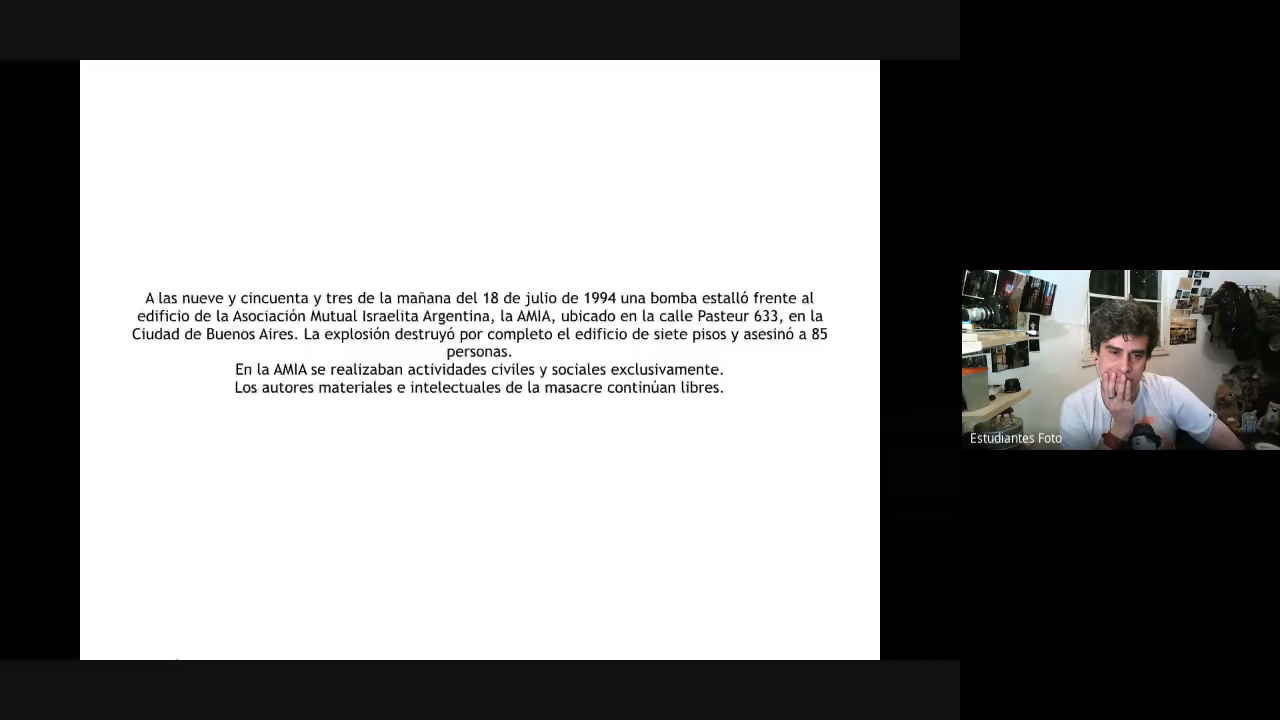 A las nueve y cincuenta y tres de la mañana del 18 de julio de 1994 una bomba estalló frente al
edificio de la Asociación Mutual Israelita Argentina, la AMIA, ubicado en la calle Pasteur 633, en la
Ciudad de Buenos Aires. La explosión destruyó por completo el edificio de siete pisos y asesinó a 85
personas.
En la AMIA se realizaban actividades civiles y sociales exclusivamente.
Los autores materiales e intelectuales de la masacre continúan libres.
Estudiantes Foto